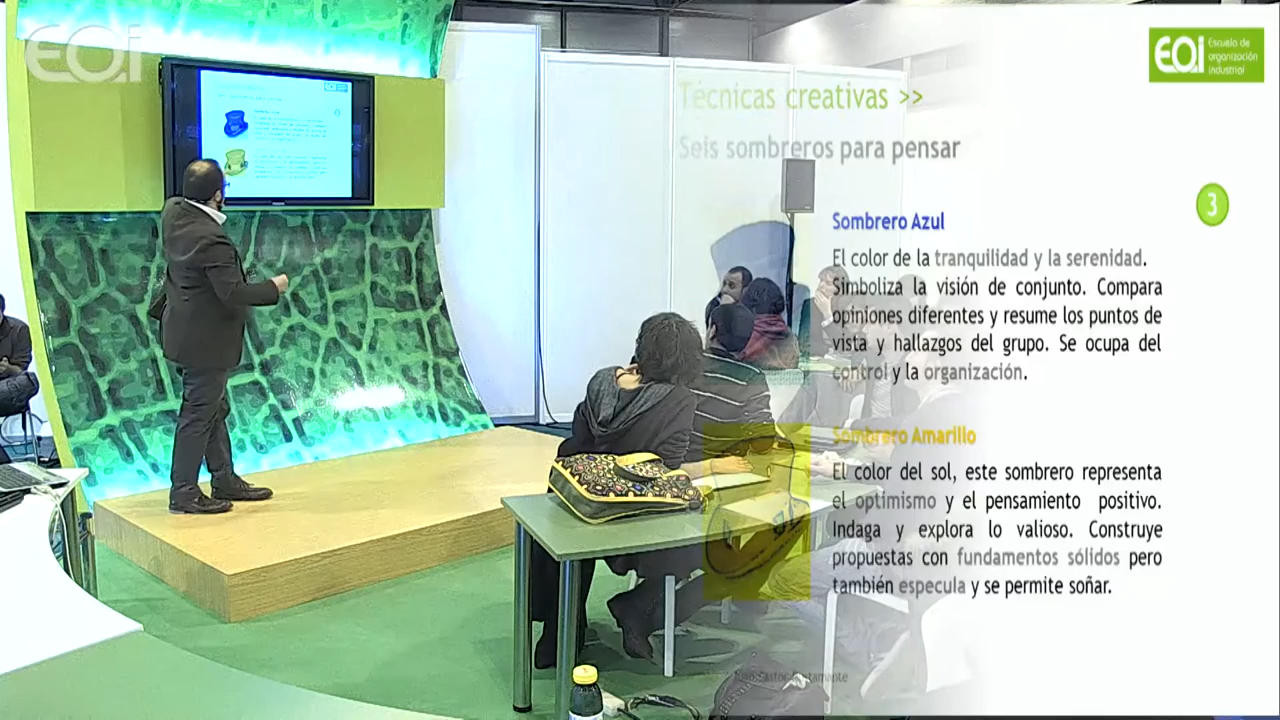 EOI
EOI Escuela de
organización
industrial
Técnicas creativas >>
Seis sombreros para pensar
3
Sombrero Azul
El color de la tranquilidad y la serenidad.
Simboliza la visión de conjunto. Compara
opiniones diferentes y resume los puntos de
vista y hallazgos del grupo. Se ocupa del
control y la organización.
Sombrero Amarillo
El color del sol, este sombrero representa
el optimismo y el pensamiento positivo.
Indaga y explora lo valioso. Construye
propuestas con fundamentos sólidos pero
también especula y se permite soñar.